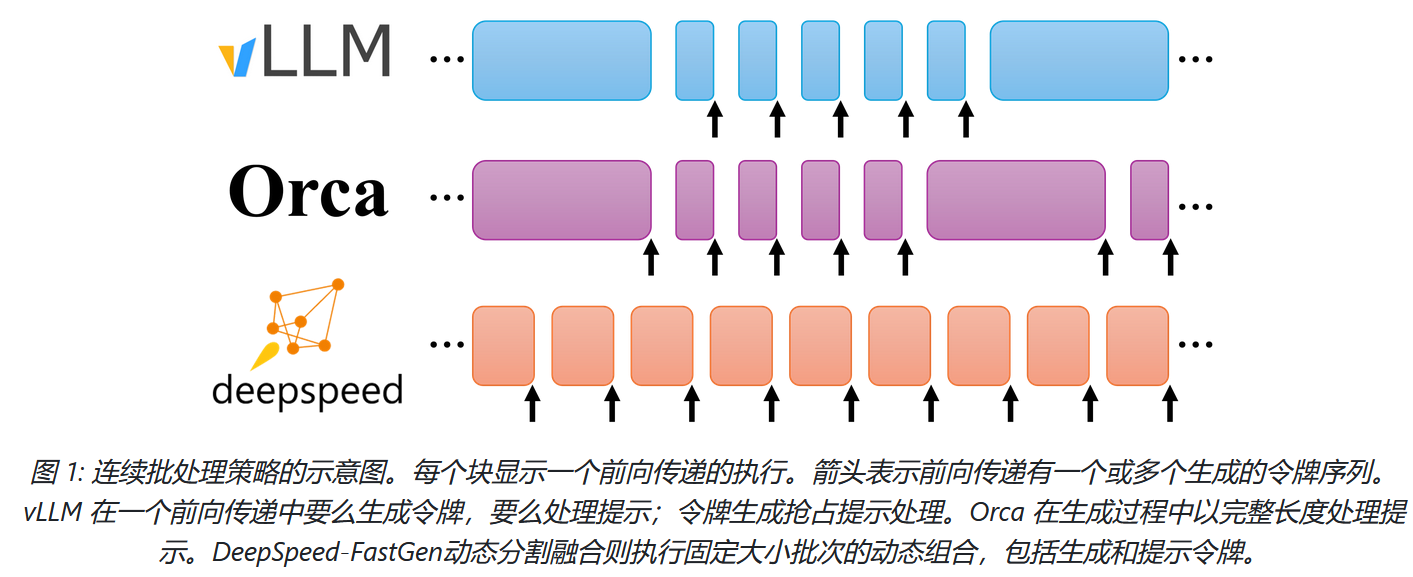 vLLM
Orca
deepspeed
图 1: 连续批处理策略的示意图。每个块显示一个前向传递的执行。箭头表示前向传递有一个或多个生成的令牌序列。
vLLM 在一个前向传递中要么生成令牌，要么处理提示；令牌生成抢占提示处理。Orca 在生成过程中以完整长度处理提
示。DeepSpeed-FastGen动态分割融合则执行固定大小批次的动态组合，包括生成和提示令牌。